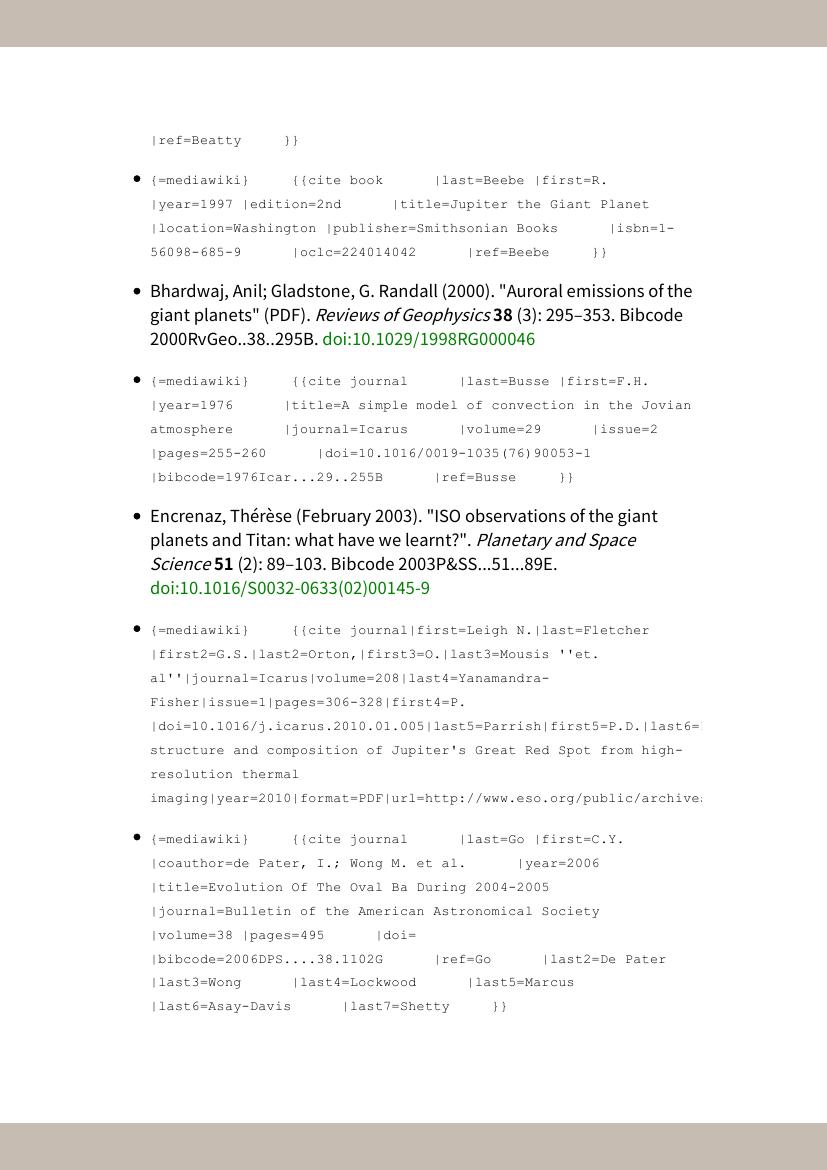 |ref=Beatty     }}
• {=mediawiki}     {{cite book      |last=Beebe |first=R.
|year=1997 |edition=2nd      |title=Jupiter the Giant Planet
|location=Washington |publisher=Smithsonian Books      |isbn=1-
56098-685-9      |oclc=224014042      |ref=Beebe     }}
• Bhardwaj, Anil; Gladstone, G. Randall (2000). "Auroral emissions of the
giant planets" (PDF). Reviews of Geophysics 38 (3): 295–353. Bibcode
2000RvGeo..38..295B. doi:10.1029/1998RG000046
• {=mediawiki}     {{cite journal      |last=Busse |first=F.H.
|year=1976      |title=A simple model of convection in the Jovian
atmosphere      |journal=Icarus      |volume=29      |issue=2
|pages=255-260      |doi=10.1016/0019-1035(76)90053-1
|bibcode=1976Icar...29..255B      |ref=Busse     }}
• Encrenaz, Thérèse (February 2003). "ISO observations of the giant
planets and Titan: what have we learnt?". Planetary and Space
Science 51 (2): 89–103. Bibcode 2003P&SS...51...89E.
doi:10.1016/S0032-0633(02)00145-9
• {=mediawiki}     {{cite journal|first=Leigh N.|last=Fletcher
|first2=G.S.|last2=Orton,|first3=O.|last3=Mousis ''et.
al''|journal=Icarus|volume=208|last4=Yanamandra-
Fisher|issue=1|pages=306-328|first4=P.
|doi=10.1016/j.icarus.2010.01.005|last5=Parrish|first5=P.D.|last6=
structure and composition of Jupiter's Great Red Spot from high-
resolution thermal
imaging|year=2010|format=PDF|url=http://www.eso.org/public/archive
• {=mediawiki}     {{cite journal      |last=Go |first=C.Y.
|coauthor=de Pater, I.; Wong M. et al.      |year=2006
|title=Evolution Of The Oval Ba During 2004-2005
|journal=Bulletin of the American Astronomical Society
|volume=38 |pages=495      |doi=
|bibcode=2006DPS....38.1102G      |ref=Go      |last2=De Pater
|last3=Wong      |last4=Lockwood      |last5=Marcus
|last6=Asay-Davis      |last7=Shetty     }}